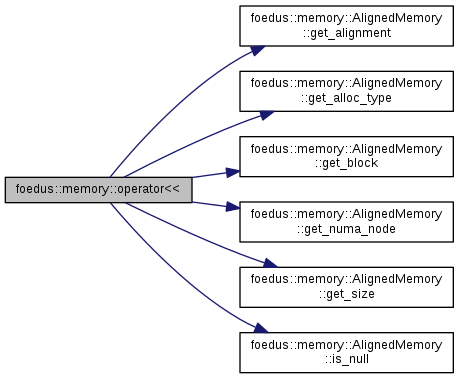 foedus::memory::AlignedMemory
::get_alignment
foedus::memory::AlignedMemory
::get_alloc_type
foedus::memory::AlignedMemory
::get_block
foedus::memory::operator<<
foedus::memory::AlignedMemory
::get_numa_node
foedus::memory::AlignedMemory
::get_size
foedus::memory::AlignedMemory
::is_null